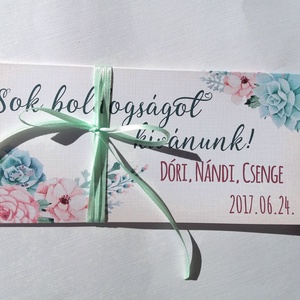 Sok boldogságot
kívánunk!
DÓRI, NÁNDI, CSENGE
2017.06.24.